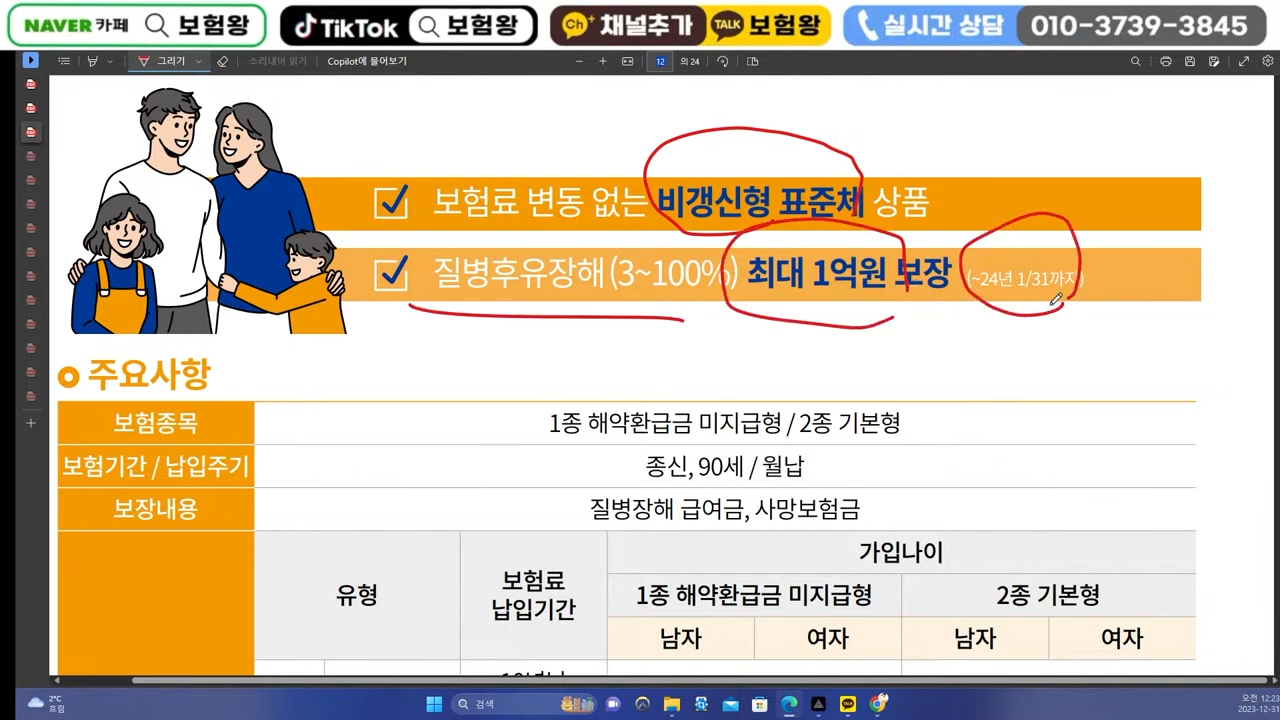 NAVER 카페 보험왕 TikTok 보험왕 Ch+ 채널추가 TALK 보험왕 실시간 상담 010-3739-3845
그리기 소리내어 읽기 Copilot에 물어보기 12 의 24
보험료 변동 없는 비갱신형 표준체 상품
질병후유장해 (3~100%) 최대 1억원 보장 (~24년 1/31까지)
주요사항
보험종목 1종 해약환급금 미지급형 / 2종 기본형
보험기간 / 납입주기 종신, 90세 / 월납
보장내용 질병장해 급여금, 사망보험금
유형 보험료 납입기간 가입나이
1종 해약환급금 미지급형 2종 기본형
남자 여자 남자 여자
2°C
흐림
검색
TALK
오전 12:23
2023-12-31